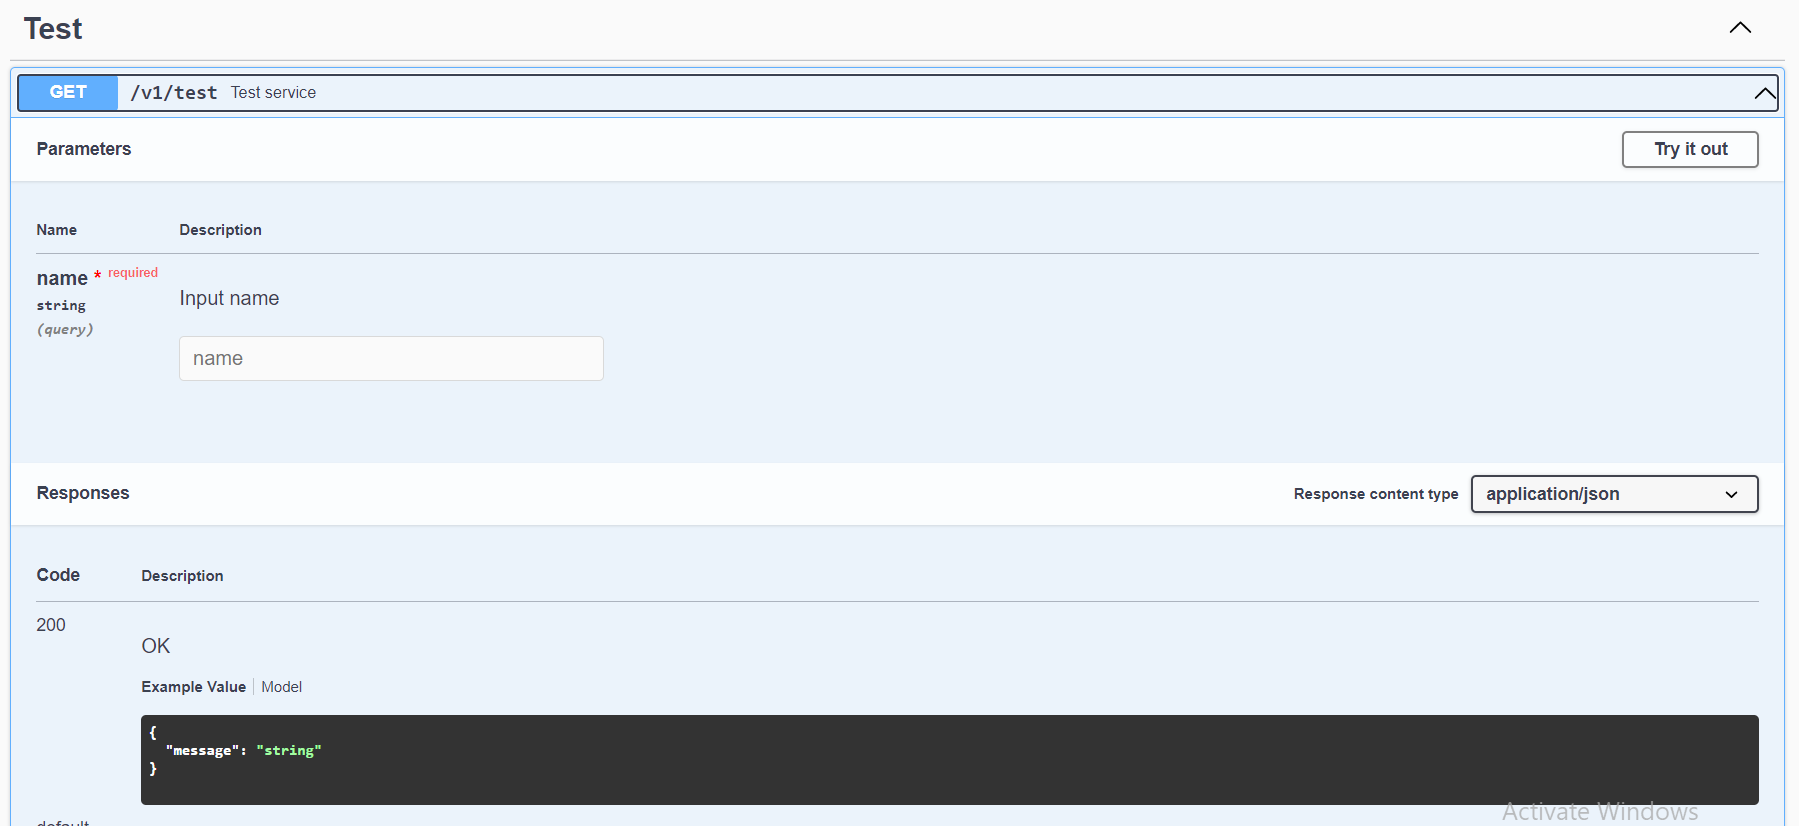 Test
GET /v1/test Test service
Parameters
Try it out
Name Description
name * required
string
(query)
Input name
name
Responses
Response content type application/json
Code Description
200
OK
Example Value Model
{
"message": "string"
}
default
Activate Windows